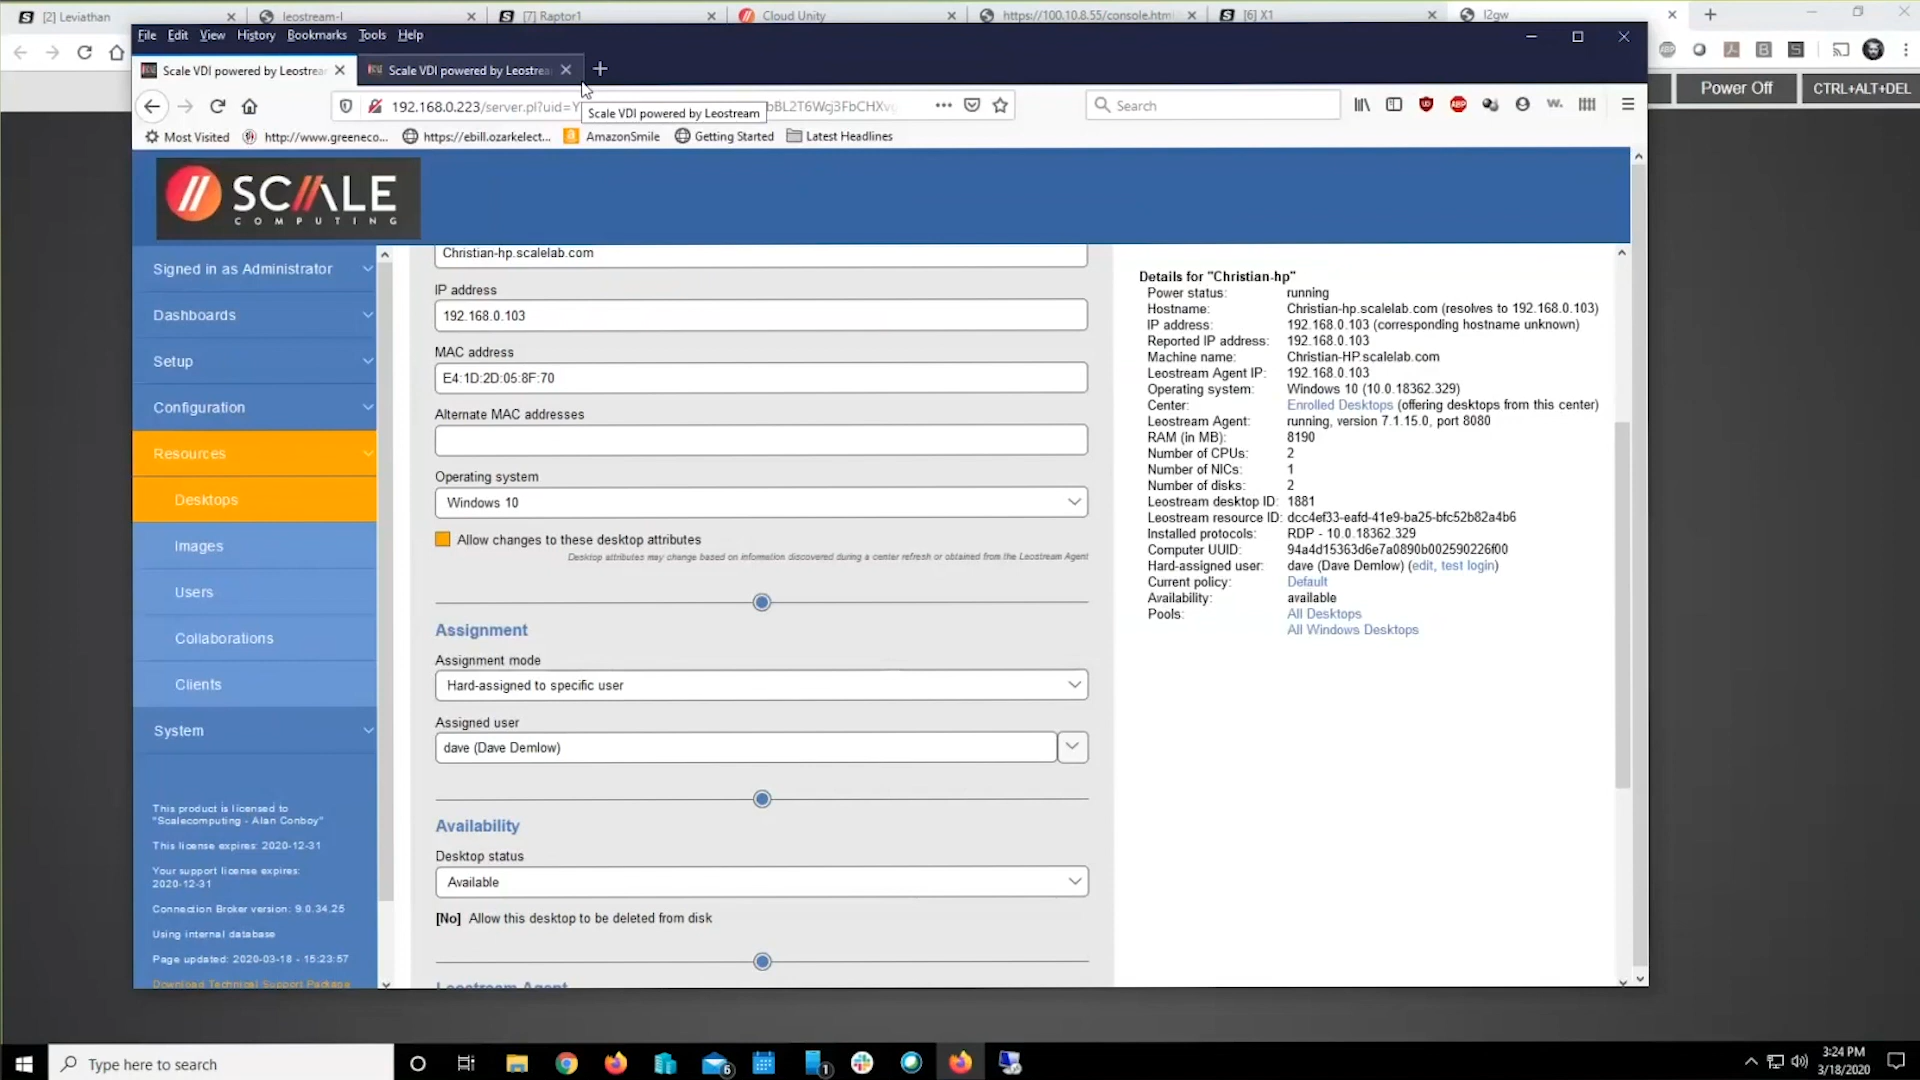 [2] Leviathan
leostream-l
[7] Raptor1
Cloud Unity
https://100.10.8.55/console.html
[6] X1
l2gw
File Edit View History Bookmarks Tools Help
Scale VDI powered by Leostrea
Scale VDI powered by Leostrea
192.168.0.223/server.pl?uid=Y
bBL2T6Wcj3FbCHXv
Search
Scale VDI powered by Leostream
Power Off
CTRL+ALT+DEL
Most Visited
http://www.greeneco...
https://ebill.ozarkelect...
AmazonSmile
Getting Started
Latest Headlines
SCALE
COMPUTING
Signed in as Administrator
Dashboards
Setup
Configuration
Resources
Desktops
Images
Users
Collaborations
Clients
System
This product is licensed to
"Scalecomputing - Alan Conboy"
This license expires: 2020-12-31
Your support license expires:
2020-12-31
Connection Broker version: 9.0.34.25
Using internal database
Page updated: 2020-03-18 - 15:23:57
Download Technical Support Package
Christian-hp.scalelab.com
IP address
192.168.0.103
MAC address
E4:1D:2D:05:8F:70
Alternate MAC addresses
Operating system
Windows 10
Allow changes to these desktop attributes
Desktop attributes may change based on information discovered during a center refresh or obtained from the Leostream Agent
Assignment
Assignment mode
Hard-assigned to specific user
Assigned user
dave (Dave Demlow)
Availability
Desktop status
Available
[No] Allow this desktop to be deleted from disk
Leostream Agent
Details for "Christian-hp"
Power status: running
Hostname: Christian-hp.scalelab.com (resolves to 192.168.0.103)
IP address: 192.168.0.103 (corresponding hostname unknown)
Reported IP address: 192.168.0.103
Machine name: Christian-HP.scalelab.com
Leostream Agent IP: 192.168.0.103
Operating system: Windows 10 (10.0.18362.329)
Center: Enrolled Desktops (offering desktops from this center)
Leostream Agent: running, version 7.1.15.0, port 8080
RAM (in MB): 8190
Number of CPUs: 2
Number of NICs: 1
Number of disks: 2
Leostream desktop ID: 1881
Leostream resource ID: dcc4ef33-eafd-41e9-ba25-bfc52b82a4b6
Installed protocols: RDP - 10.0.18362.329
Computer UUID: 94a4d15363d6e7a0890b002590226f00
Hard-assigned user: dave (Dave Demlow) (edit, test login)
Current policy: Default
Availability: available
Pools: All Desktops
All Windows Desktops
Type here to search
6
1
3:24 PM
3/18/2020